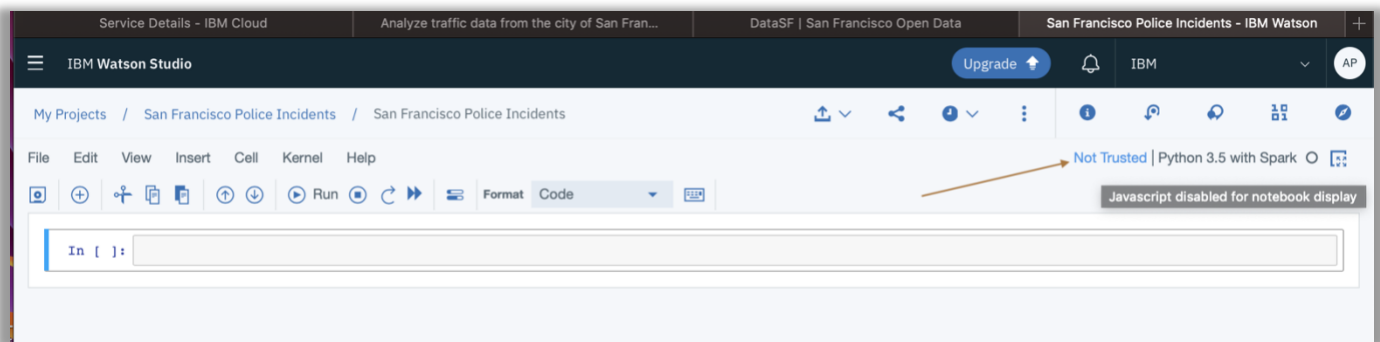 Service Details - IBM Cloud
Analyze traffic data from the city of San Fran...
DataSF | San Francisco Open Data
San Francisco Police Incidents - IBM Watson
IBM Watson Studio
Upgrade
IBM
AP
My Projects / San Francisco Police Incidents / San Francisco Police Incidents
File Edit View Insert Cell Kernel Help
Not Trusted | Python 3.5 with Spark
Run
Format Code
Javascript disabled for notebook display
In [ ]: